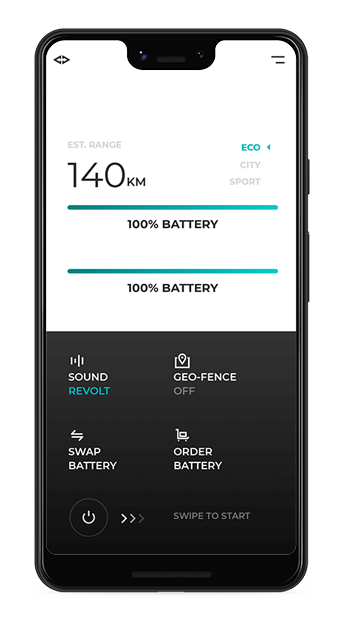 EST. RANGE
140KM
ECO
CITY
SPORT
100% BATTERY
100% BATTERY
SOUND
REVOLT
GEO-FENCE
OFF
SWAP
BATTERY
ORDER
BATTERY
SWIPE TO START